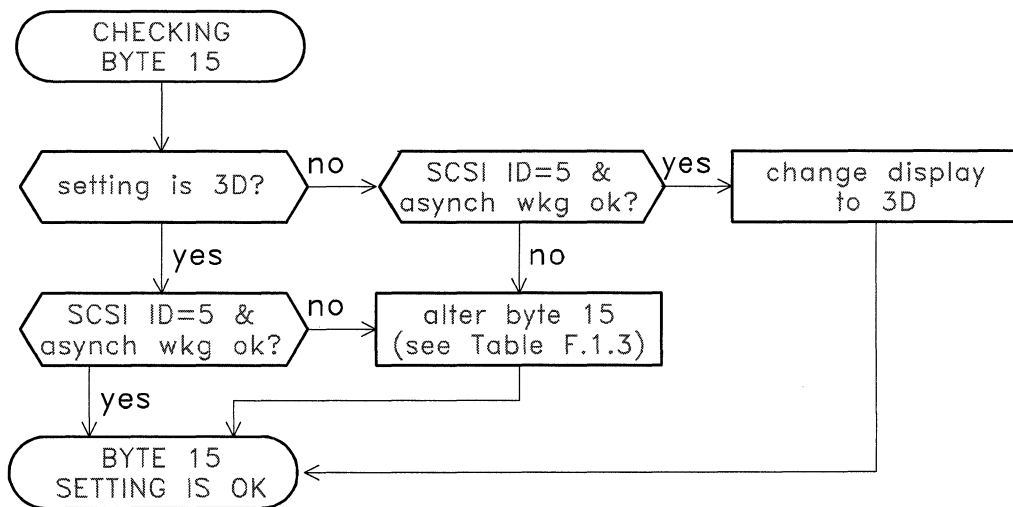 CHECKING
BYTE 15
setting is 3D?
no
SCSI ID=5 &
asynch wkg ok?
yes
change display
to 3D
yes
no
SCSI ID=5 &
asynch wkg ok?
no
alter byte 15
(see Table F.1.3)
yes
BYTE 15
SETTING IS OK